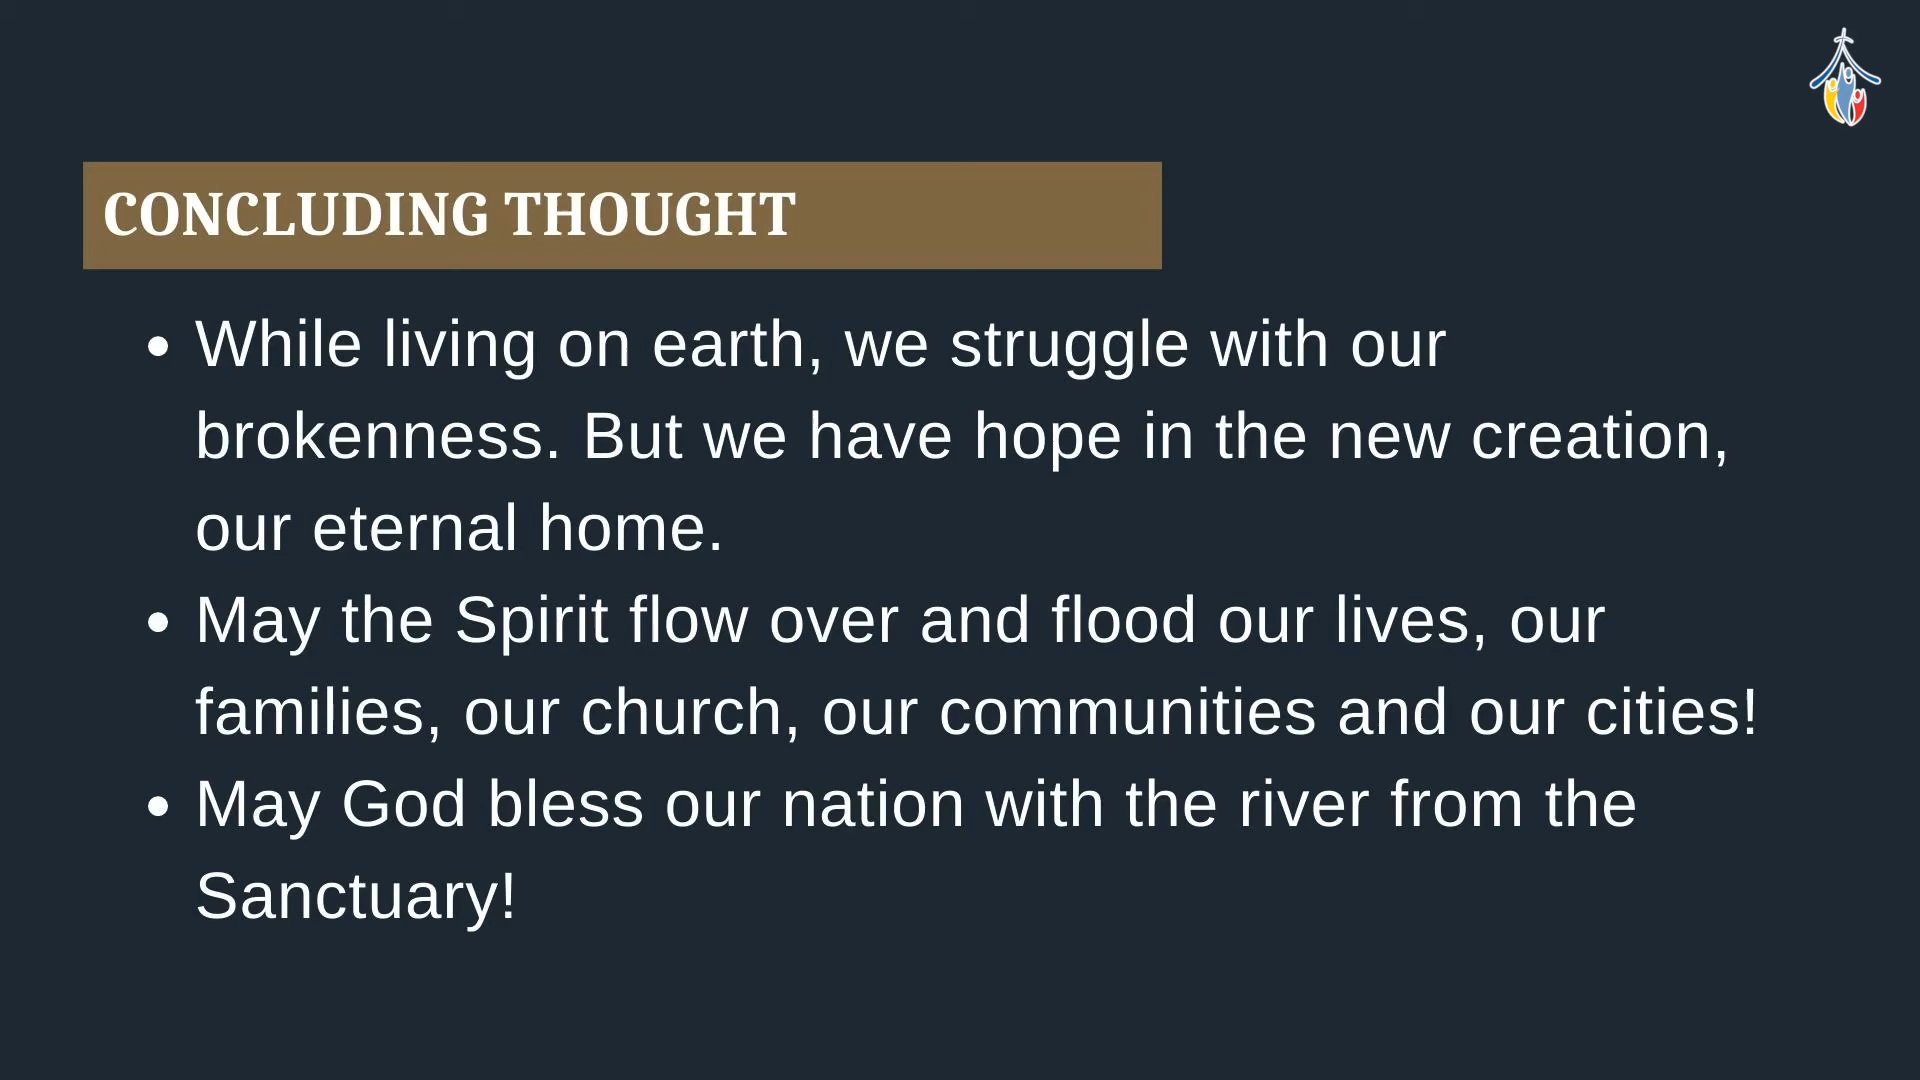 CONCLUDING THOUGHT
• While living on earth, we struggle with our
brokenness. But we have hope in the new creation,
our eternal home.
• May the Spirit flow over and flood our lives, our
families, our church, our communities and our cities!
• May God bless our nation with the river from the
Sanctuary!